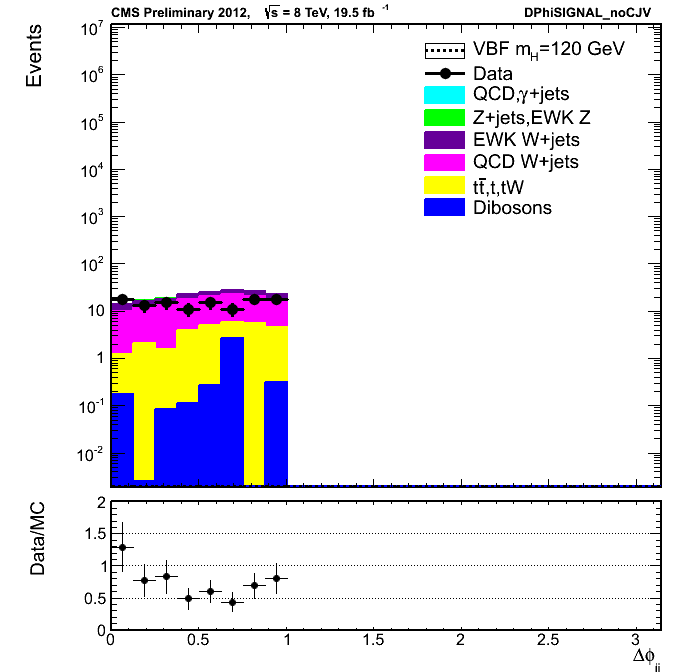 CMS Preliminary 2012, √s = 8 TeV, 19.5 fb⁻¹ DPhiSIGNAL_noCJV
Events
10⁷
10⁶
10⁵
10⁴
10³
10²
10
1
10⁻¹
10⁻²
VBF m_H=120 GeV
Data
QCD,γ+jets
Z+jets,EWK Z
EWK W+jets
QCD W+jets
tt̄,t,tW
Dibosons
Data/MC
2
1.5
1
0.5
0
0 0.5 1 1.5 2 2.5 3
Δϕ_jj